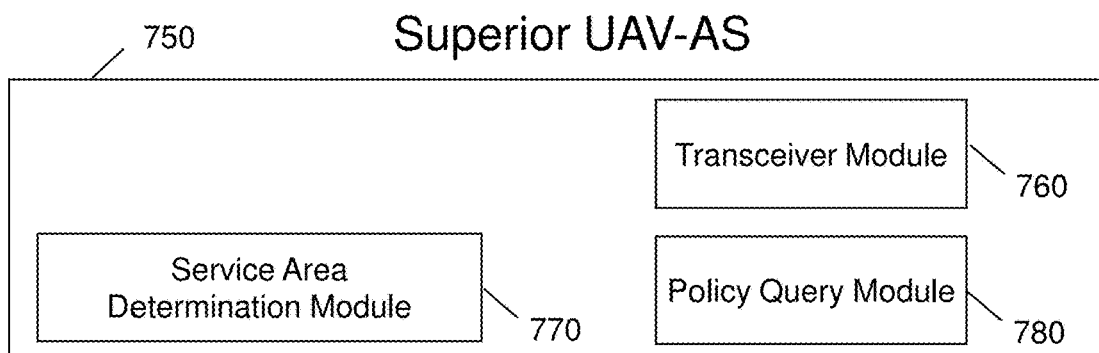 750
Superior UAV-AS
Transceiver Module
760
Service Area
Determination Module
770
Policy Query Module
780